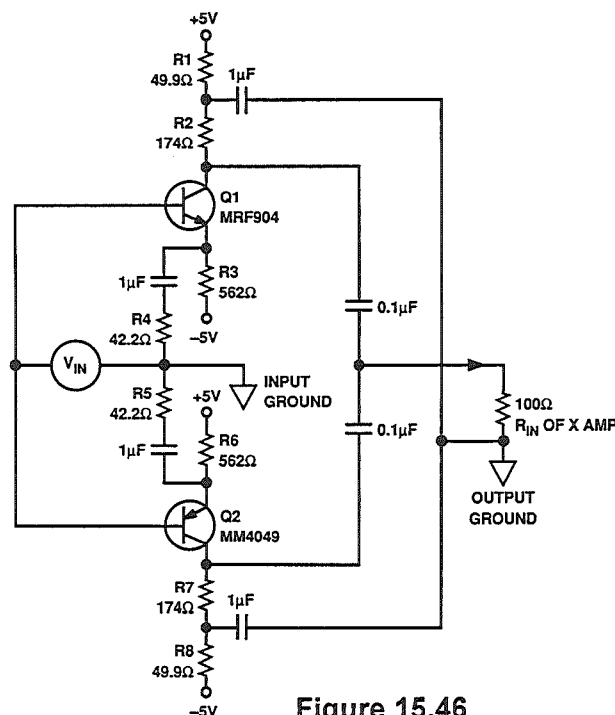 +5V
R1
49.9Ω
1μF
R2
174Ω
Q1
MRF904
1μF
R3
562Ω
R4
42.2Ω
−5V
0.1μF
VIN
R5
42.2Ω
INPUT
GROUND
+5V
100Ω
RIN OF X AMP
1μF
R6
562Ω
0.1μF
OUTPUT
GROUND
Q2
MM4049
R7
174Ω
1μF
R8
49.9Ω
−5V
Figure 15.46